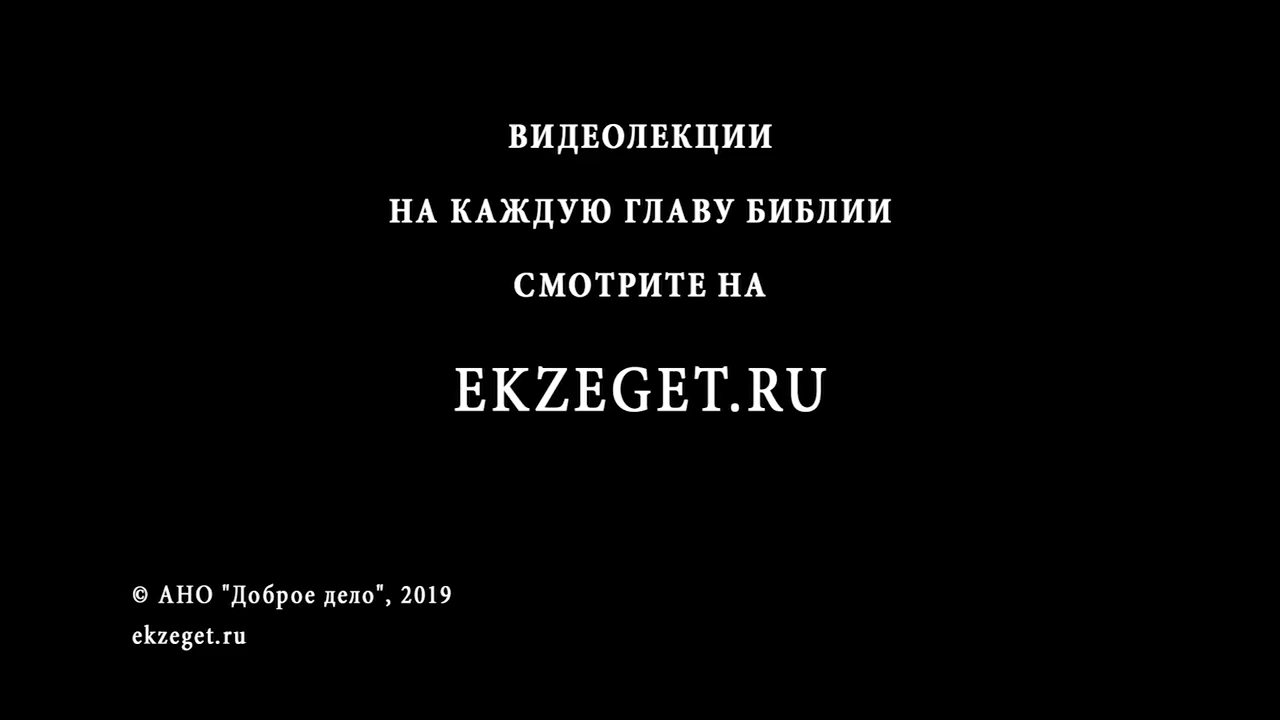 ВИДЕОЛЕКЦИИ
НА КАЖДУЮ ГЛАВУ БИБЛИИ
СМОТРИТЕ НА
EKZEGET.RU
© АНО "Доброе дело", 2019
ekzeget.ru